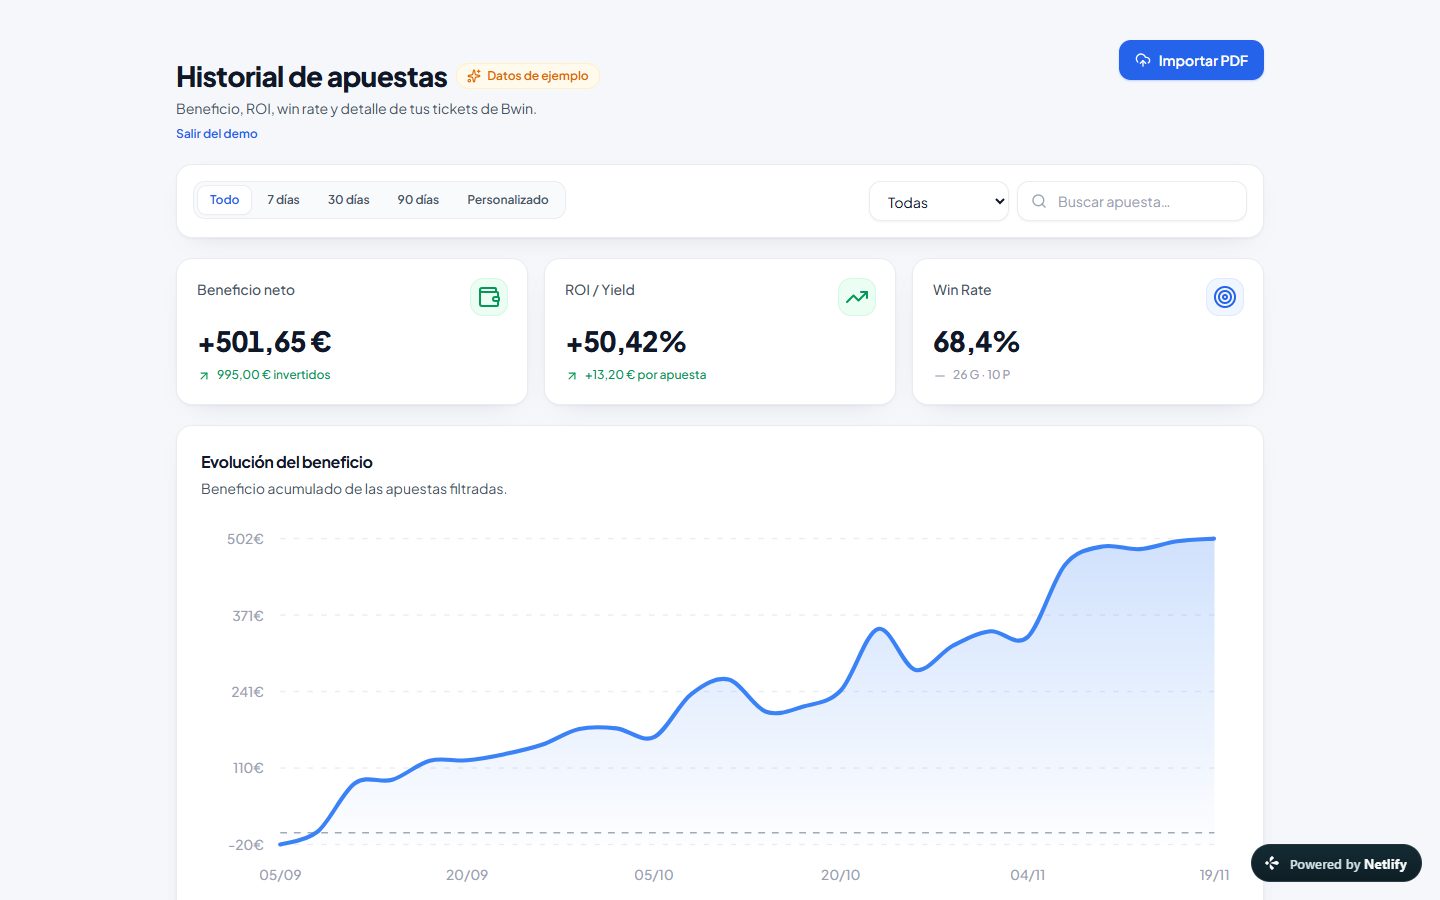 Importar PDF
Historial de apuestas
Datos de ejemplo
Beneficio, ROI, win rate y detalle de tus tickets de Bwin.
Salir del demo
Todo 7 días 30 días 90 días Personalizado
Todas
Buscar apuesta...
Beneficio neto
+501,65 €
995,00 € invertidos
ROI / Yield
+50,42%
+13,20 € por apuesta
Win Rate
68,4%
26 G · 10 P
Evolución del beneficio
Beneficio acumulado de las apuestas filtradas.
502€
371€
241€
110€
-20€
05/09 20/09 05/10 20/10 04/11 19/11
Powered by Netlify